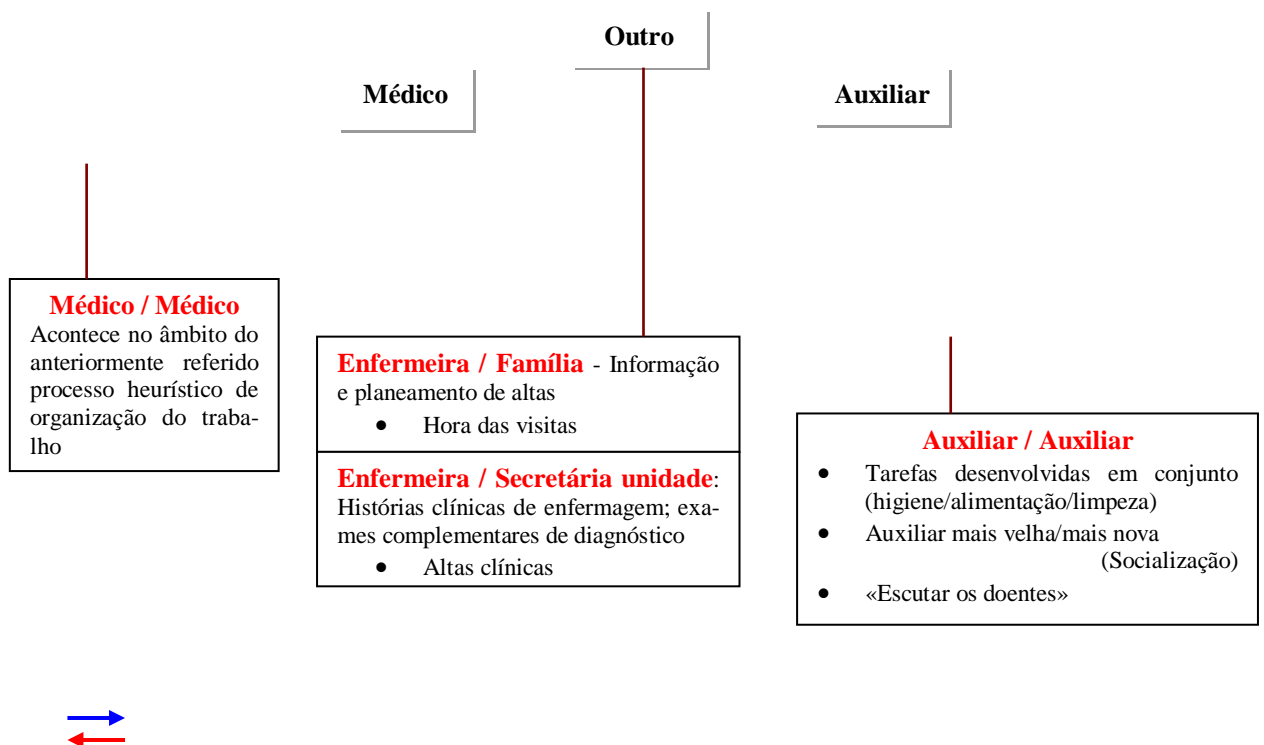 Outro
Médico
Auxiliar
Médico / Médico
Acontece no âmbito do
anteriormente referido
processo heurístico de
organização do traba-
lho
Enfermeira / Família - Informação
e planeamento de altas
• Hora das visitas
Enfermeira / Secretária unidade:
Histórias clínicas de enfermagem; exa-
mes complementares de diagnóstico
• Altas clínicas
Auxiliar / Auxiliar
• Tarefas desenvolvidas em conjunto
(higiene/alimentação/limpeza)
• Auxiliar mais velha/mais nova
(Socialização)
• «Escutar os doentes»